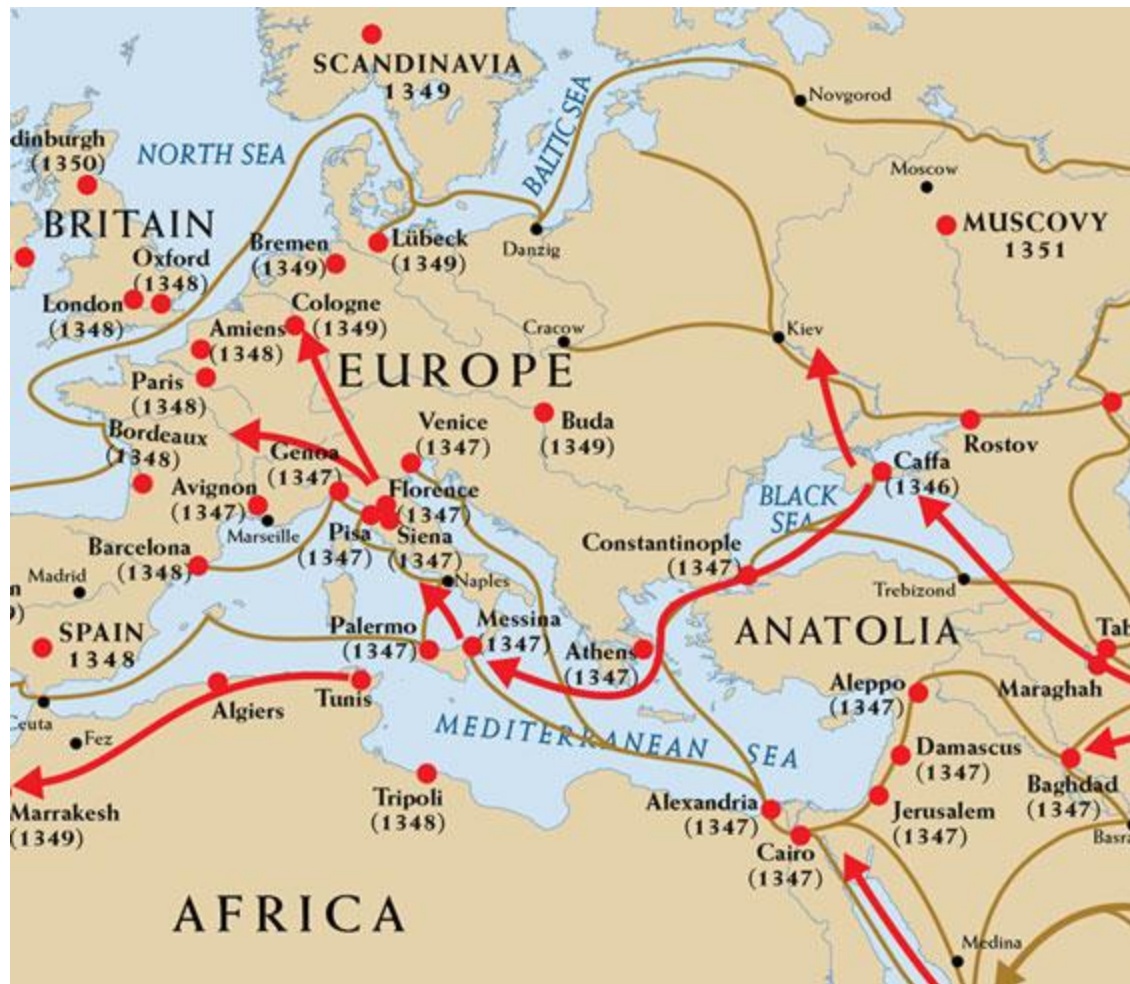 SCANDINAVIA
1349
Novgorod
dinburgh
(1350)
NORTH SEA
BALTIC SEA
Moscow
BRITAIN
MUSCOVY
1351
Bremen
(1349)
Lübeck
(1349)
Danzig
Oxford
(1348)
London
(1348)
Cologne
(1349)
Amiens
(1348)
Cracow
Kiev
EUROPE
Paris
(1348)
Venice
(1347)
Buda
(1349)
Rostov
Bordeaux
(1348)
Genoa
(1347)
Caffa
(1346)
Avignon
(1347)
Florence
(1347)
BLACK
SEA
Marseille
Pisa
(1347)
Siena
(1347)
Constantinople
(1347)
Barcelona
(1348)
Madrid
Naples
Trebizond
n
9)
SPAIN
1348
Palermo
(1347)
Messina
(1347)
Athens
(1347)
ANATOLIA
Tab
Maraghah
Aleppo
(1347)
Ceuta
Algiers
Tunis
Fez
MEDITERRANEAN SEA
Damascus
(1347)
Baghdad
(1347)
Marrakesh
(1349)
Tripoli
(1348)
Alexandria
(1347)
Jerusalem
(1347)
Basra
Cairo
(1347)
AFRICA
Medina